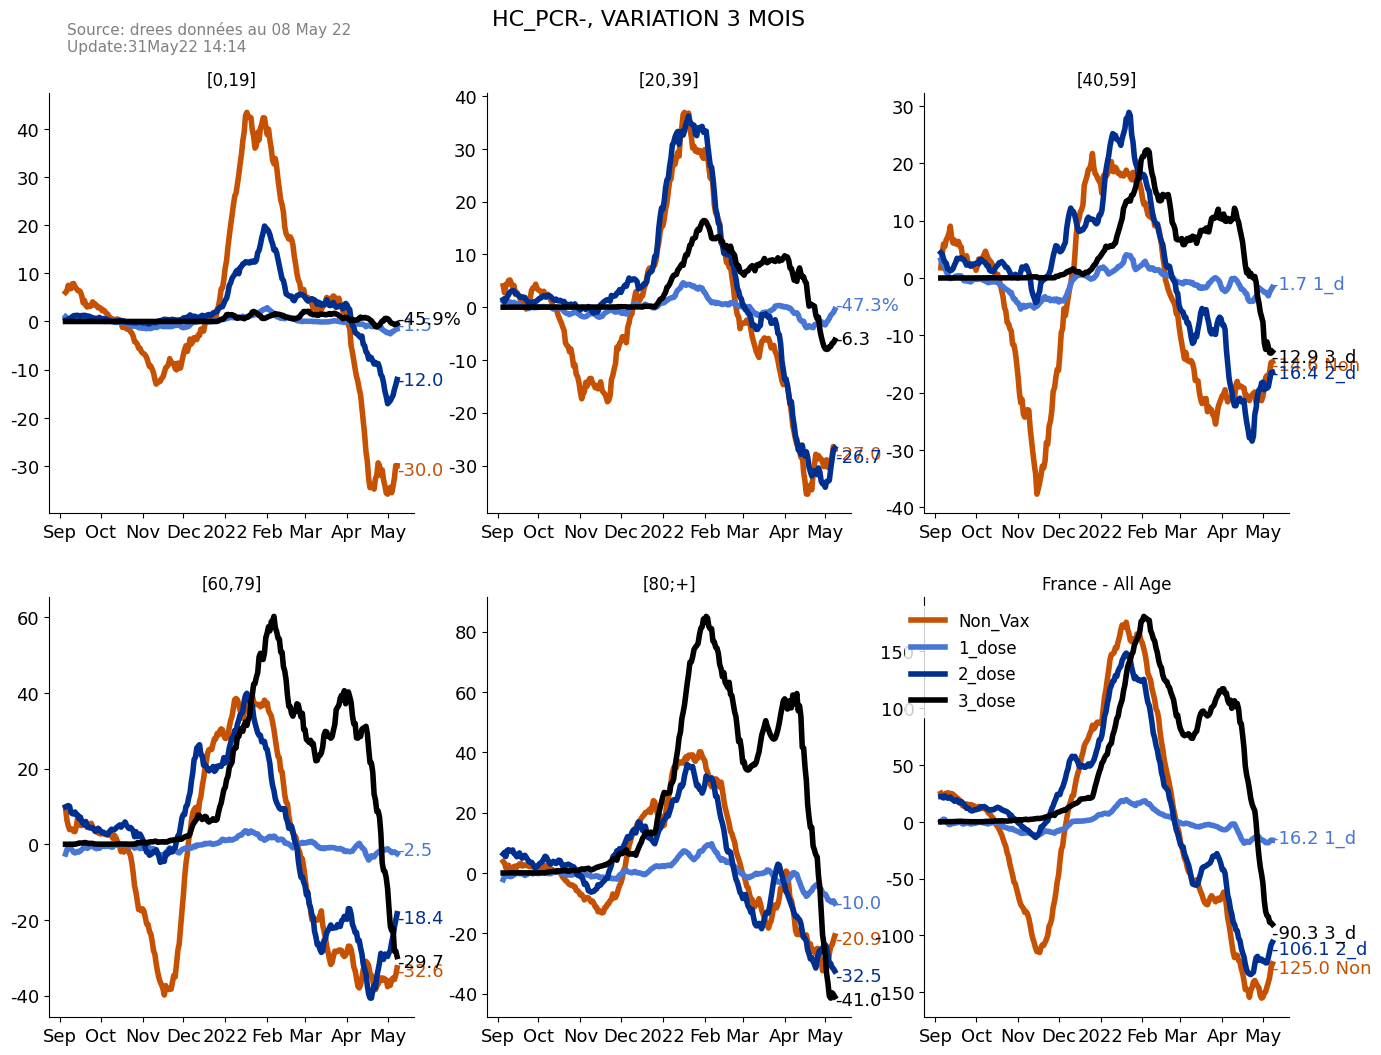 HC_PCR-, VARIATION 3 MOIS
Source: drees données au 08 May 22
Update:31May22 14:14
[0,19]
40
30
20
10
0
-10
-20
-30
-45.9%
-1.5
-12.0
-30.0
Sep Oct Nov Dec 2022 Feb Mar Apr May
[20,39]
40
30
20
10
0
-10
-20
-30
-47.3%
-6.3
-27.0
-26.7
Sep Oct Nov Dec 2022 Feb Mar Apr May
[40,59]
30
20
10
0
-10
-20
-30
-40
-1.7 1_d
-12.9 3_d
-14.6 Non
-16.4 2_d
Sep Oct Nov Dec 2022 Feb Mar Apr May
[60,79]
60
40
20
0
-20
-40
-2.5
-18.4
-29.7
-32.6
Sep Oct Nov Dec 2022 Feb Mar Apr May
[80;+]
80
60
40
20
0
-20
-40
-10.0
-20.9
-32.5
-41.0
Sep Oct Nov Dec 2022 Feb Mar Apr May
France - All Age
Non_Vax
1_dose
2_dose
3_dose
150
100
50
0
-50
-100
-150
-16.2 1_d
-90.3 3_d
-106.1 2_d
-125.0 Non
Sep Oct Nov Dec 2022 Feb Mar Apr May